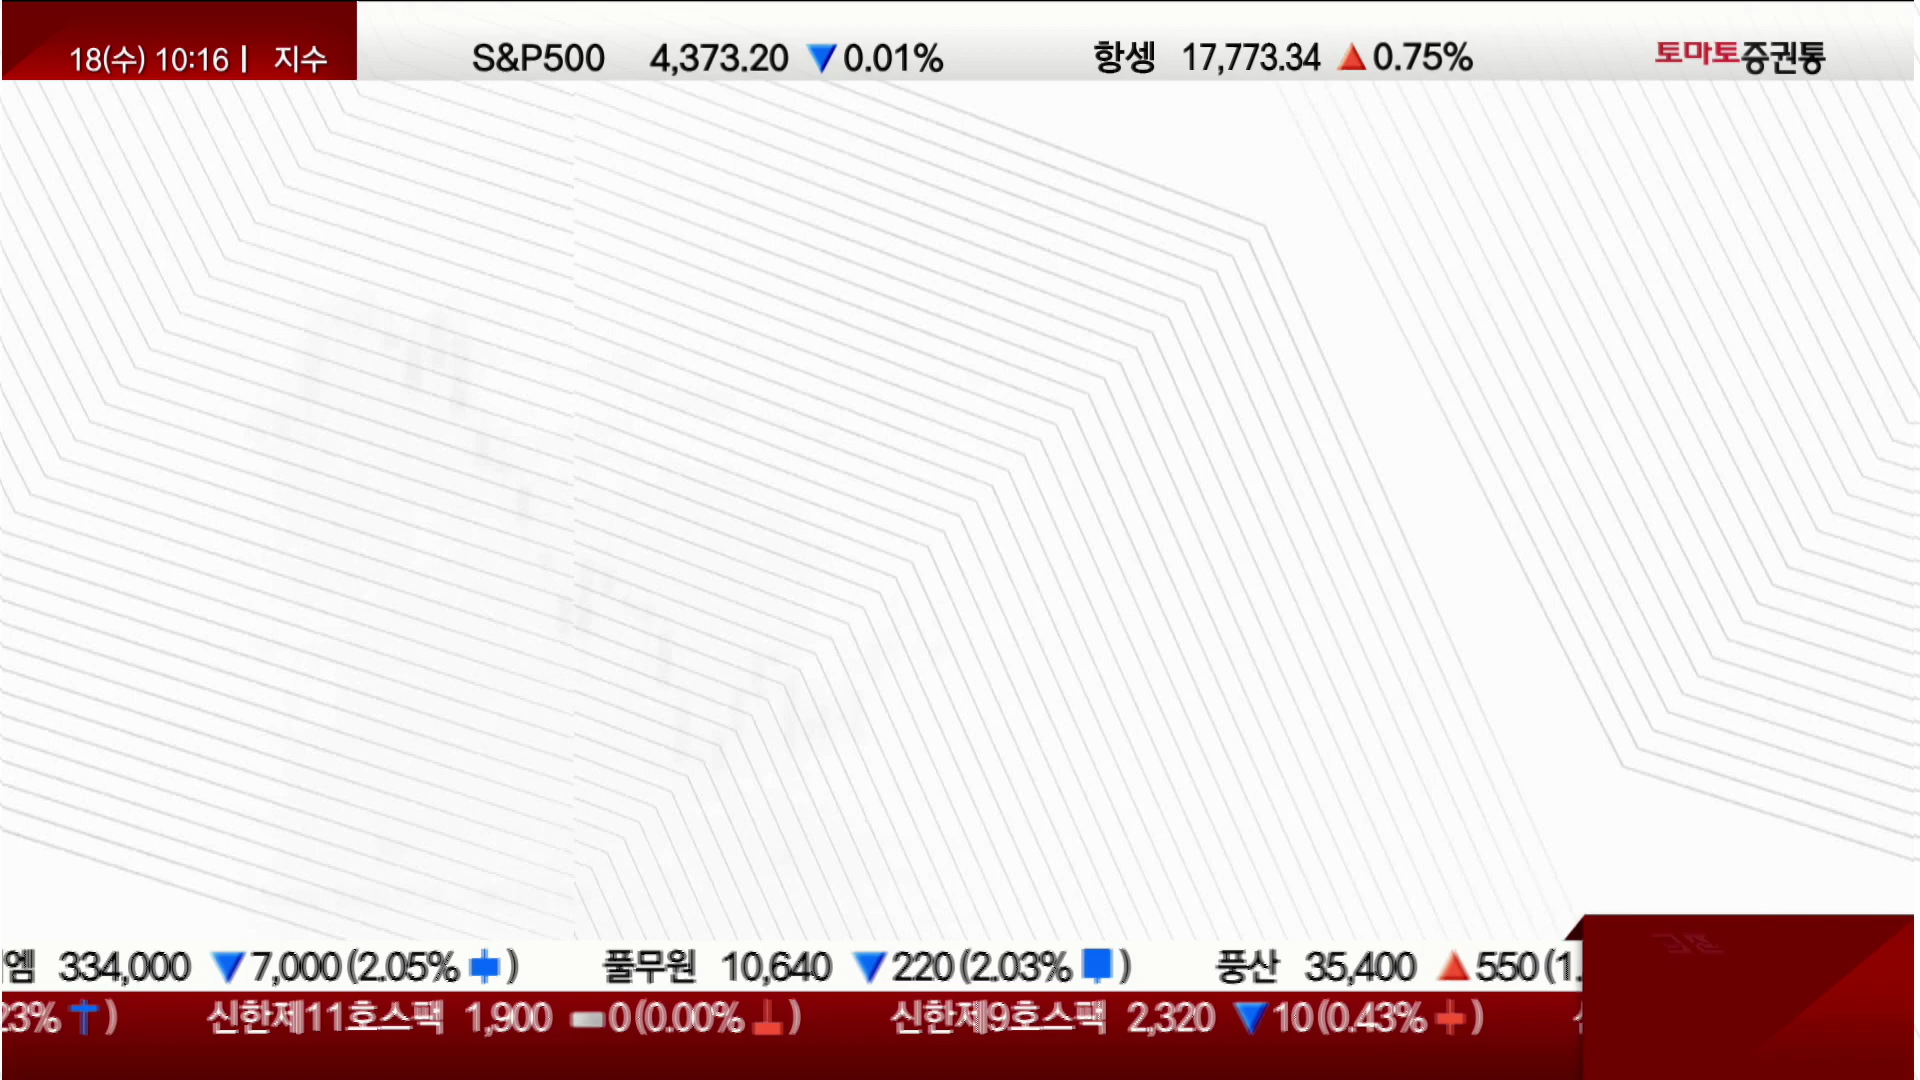 18(수) 10:16 | 지수 S&P500 4,373.20 ▼0.01% 항셍 17,773.34 ▲0.75% 토마토증권통
엠 334,000 ▼7,000(2.05%) 풀무원 10,640 ▼220(2.03%) 풍산 35,400 ▲550(1.
23%) 신한제11호스팩 1,900 0(0.00%) 신한제9호스팩 2,320 ▼10(0.43%)